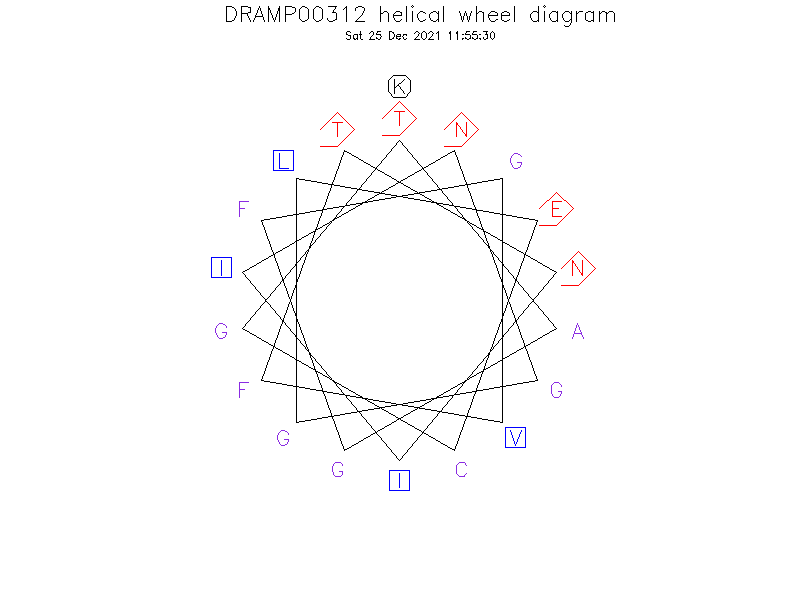 DRAMP00312 helical wheel diagram
Sat 25 Dec 2021 11:55:30
K
T T N
L G
F E
I N
G A
F G
G V
G C
I